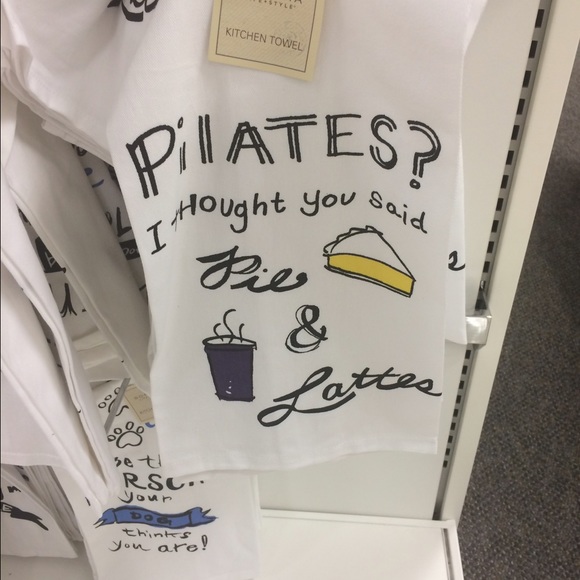 KITCHEN TOWEL
PilATES?
I thought you said
Pie
&
Lattes
your
DOG
thinks
you are!